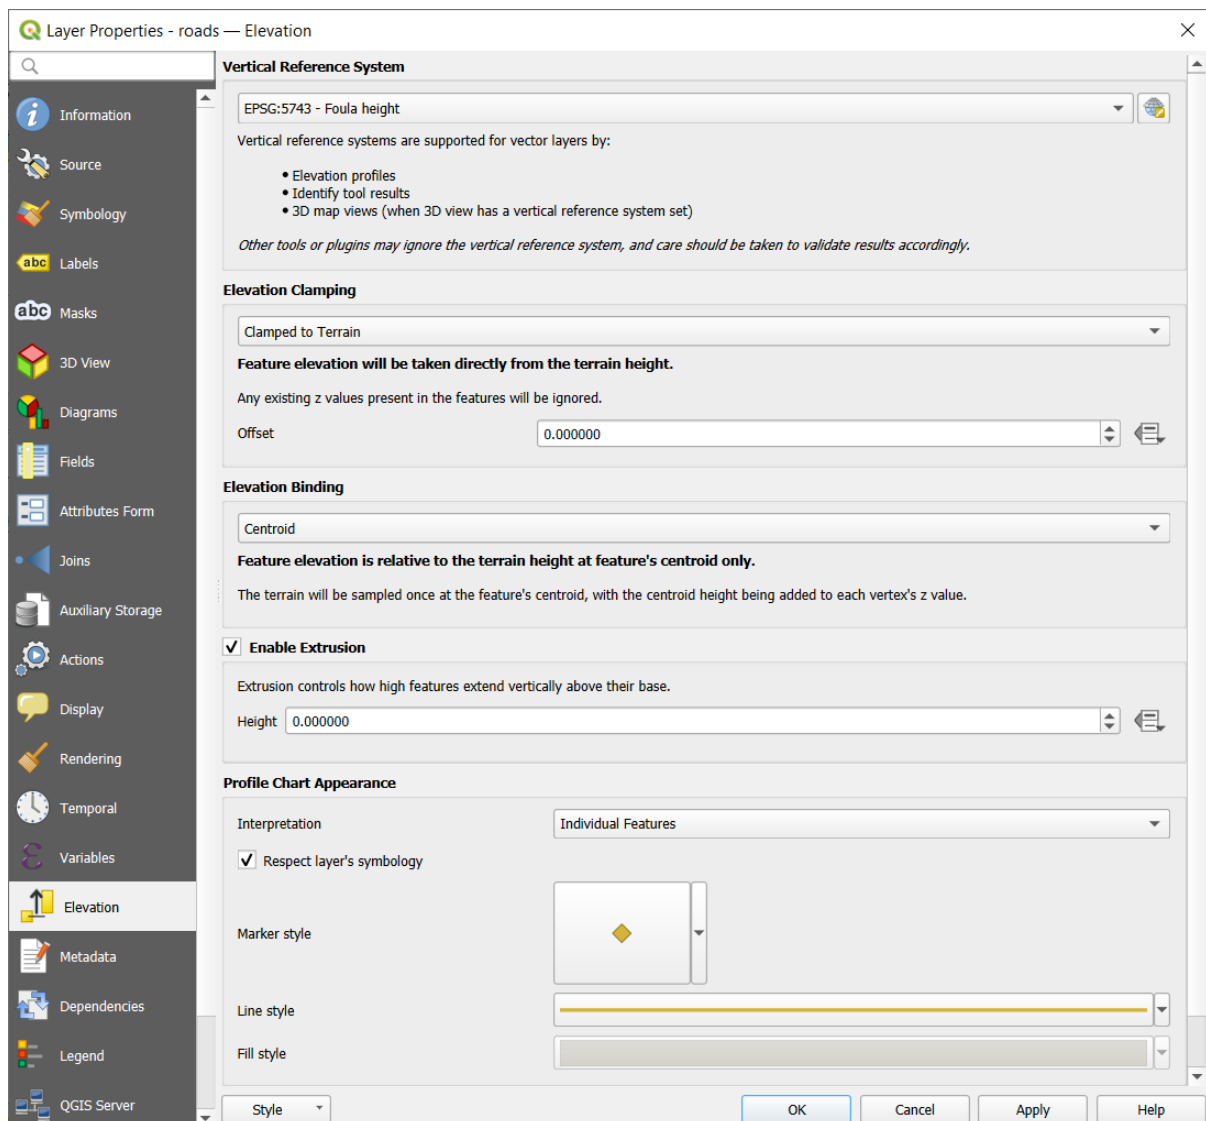 Layer Properties - roads — Elevation
Information
Source
Symbology
abc Labels
abc Masks
3D View
Diagrams
Fields
Attributes Form
Joins
Auxiliary Storage
Actions
Display
Rendering
Temporal
Variables
Elevation
Metadata
Dependencies
Legend
QGIS Server
Vertical Reference System
EPSG:5743 - Foula height
Vertical reference systems are supported for vector layers by:
• Elevation profiles
• Identify tool results
• 3D map views (when 3D view has a vertical reference system set)
Other tools or plugins may ignore the vertical reference system, and care should be taken to validate results accordingly.
Elevation Clamping
Clamped to Terrain
Feature elevation will be taken directly from the terrain height.
Any existing z values present in the features will be ignored.
Offset 0.000000
Elevation Binding
Centroid
Feature elevation is relative to the terrain height at feature's centroid only.
The terrain will be sampled once at the feature's centroid, with the centroid height being added to each vertex's z value.
Enable Extrusion
Extrusion controls how high features extend vertically above their base.
Height 0.000000
Profile Chart Appearance
Interpretation Individual Features
Respect layer's symbology
Marker style
Line style
Fill style
Style OK Cancel Apply Help